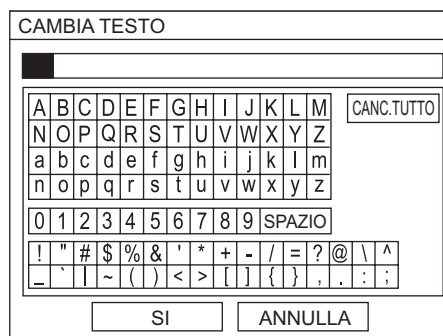 CAMBIA TESTO
A B C D E F G H I J K L M CANC.TUTTO
N O P Q R S T U V W X Y Z
a b c d e f g h i j k l m
n o p q r s t u v w x y z
0 1 2 3 4 5 6 7 8 9 SPAZIO
! " # $ % & ' * + - / = ? @ \ ^
_ ` | ~ ( ) < > [ ] { } , . : ;
SI ANNULLA